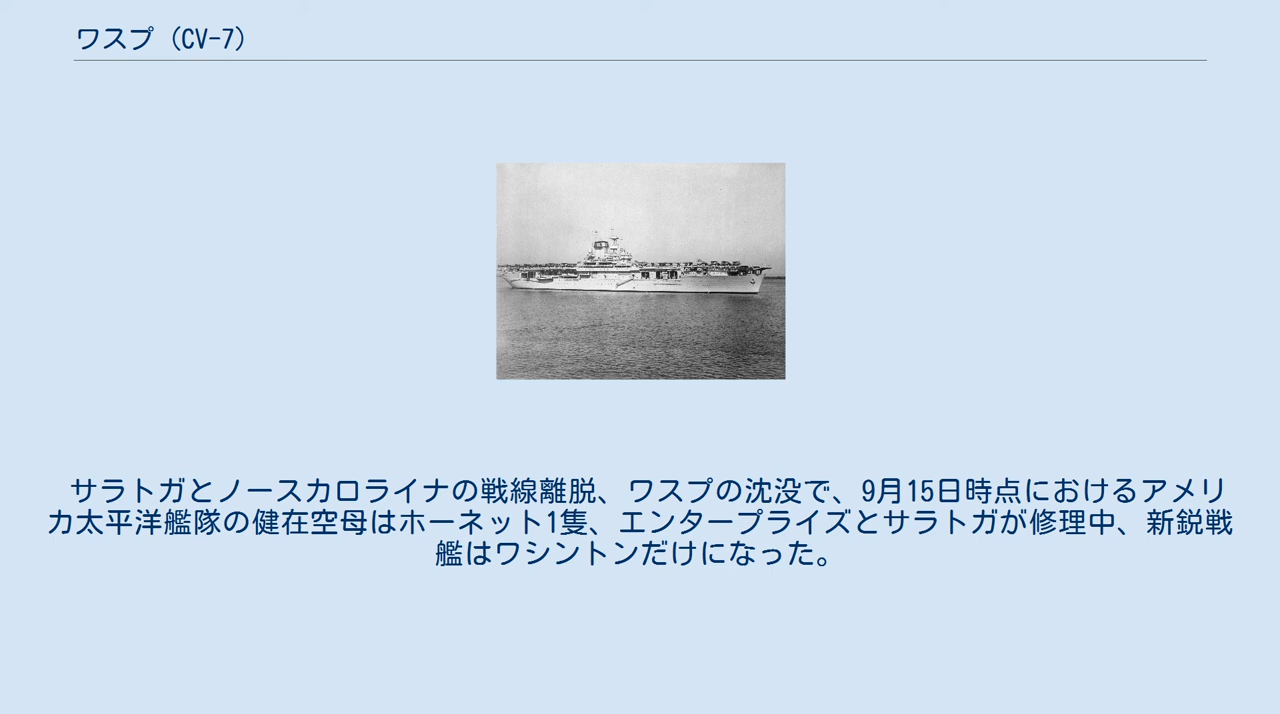 ワスプ（CV-7）
サラトガとノースカロライナの戦線離脱、ワスプの沈没で、9月15日時点におけるアメリ
カ太平洋艦隊の健在空母はホーネット1隻、エンタープライズとサラトガが修理中、新鋭戦
艦はワシントンだけになった。